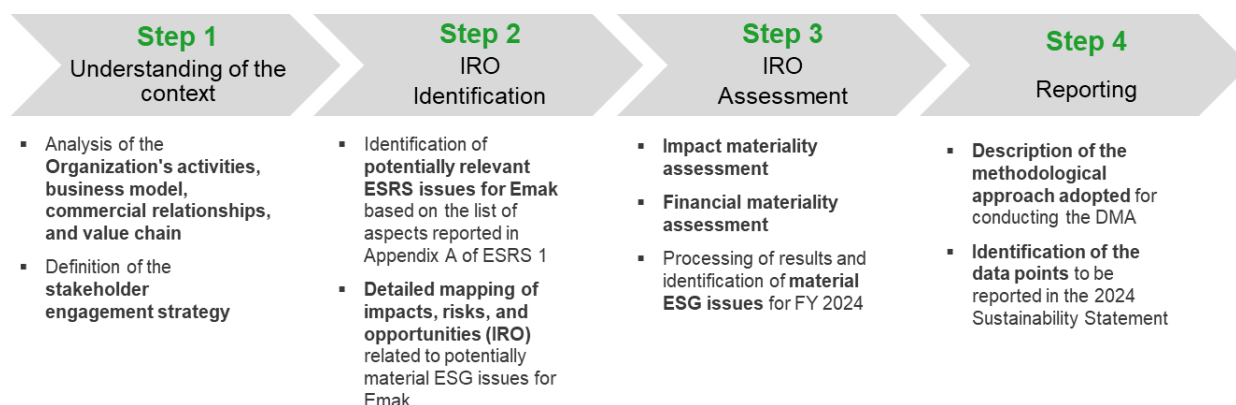 Step 1
Understanding of the
context
▪ Analysis of the
Organization's activities,
business model,
commercial relationships,
and value chain
▪ Definition of the
stakeholder
engagement strategy
Step 2
IRO
Identification
▪ Identification of
potentially relevant
ESRS issues for Emak
based on the list of
aspects reported in
Appendix A of ESRS 1
▪ Detailed mapping of
impacts, risks, and
opportunities (IRO)
related to potentially
material ESG issues for
Emak
Step 3
IRO
Assessment
▪ Impact materiality
assessment
▪ Financial materiality
assessment
▪ Processing of results and
identification of material
ESG issues for FY 2024
Step 4
Reporting
▪ Description of the
methodological
approach adopted for
conducting the DMA
▪ Identification of the
data points to be
reported in the 2024
Sustainability Statement